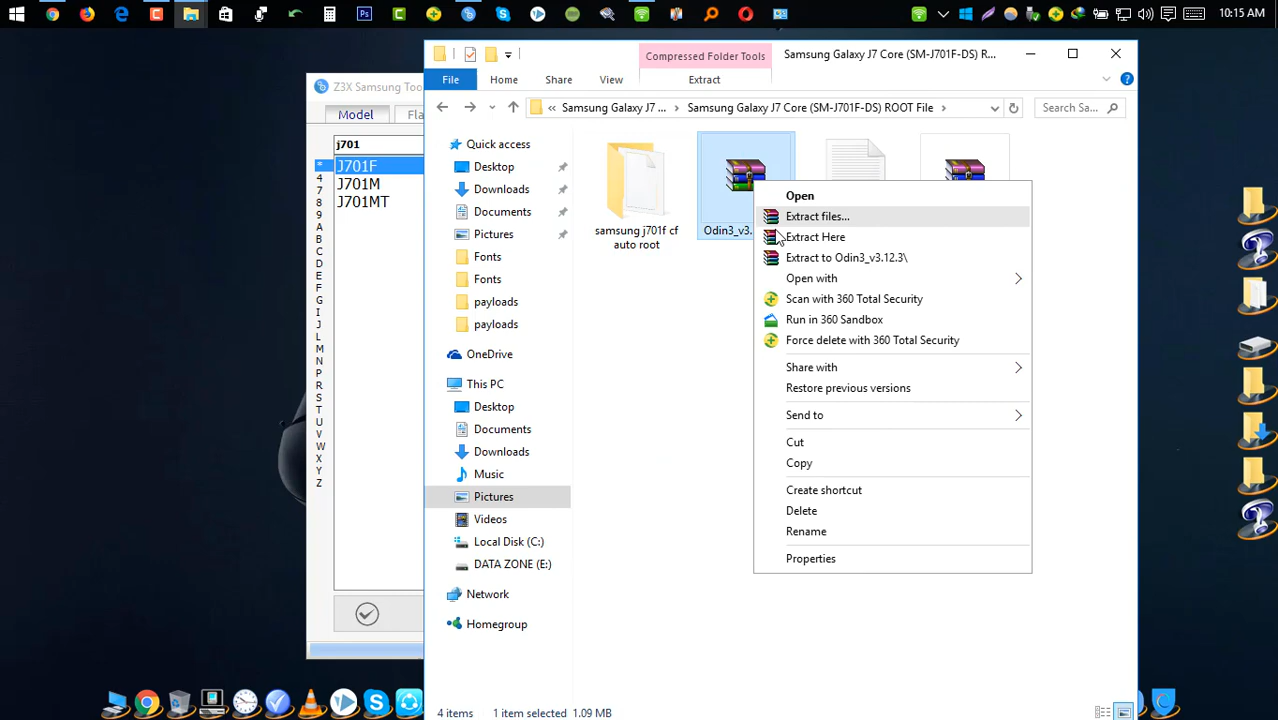 10:15 AM
Z3X Samsung Too
Model
Fla
j701
*
J701F
4
J701M
7
J701MT
8
9
A
D
E
F
G
I
J
L
M
N
P
R
S
T
U
V
W
X
Y
Z
Compressed Folder Tools
Samsung Galaxy J7 Core (SM-J701F-DS) R...
File
Home
Share
View
Extract
« Samsung Galaxy J7 ...
Samsung Galaxy J7 Core (SM-J701F-DS) ROOT File
Search Sa...
Quick access
Desktop
Downloads
Documents
Pictures
Fonts
Fonts
payloads
payloads
OneDrive
This PC
Desktop
Documents
Downloads
Music
Pictures
Videos
Local Disk (C:)
DATA ZONE (E:)
Network
Homegroup
samsung j701f cf
auto root
Odin3_v3.
Open
Extract files...
Extract Here
Extract to Odin3_v3.12.3\
Open with
Scan with 360 Total Security
Run in 360 Sandbox
Force delete with 360 Total Security
Share with
Restore previous versions
Send to
Cut
Copy
Create shortcut
Delete
Rename
Properties
4 items
1 item selected 1.09 MB